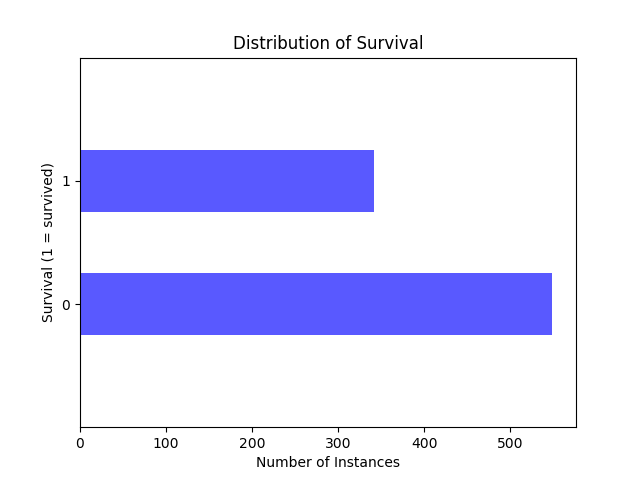 Distribution of Survival
Survival (1 = survived)
1
0
0 100 200 300 400 500
Number of Instances